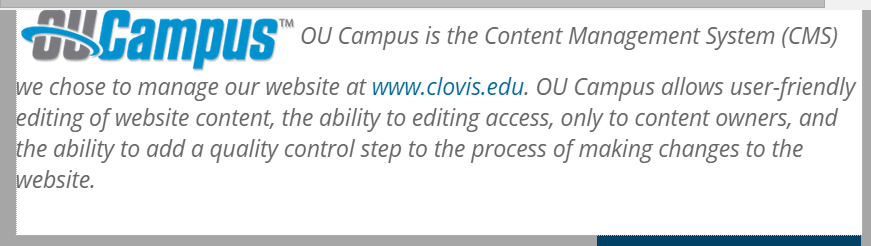 OUCampus™ OU Campus is the Content Management System (CMS)
we chose to manage our website at www.clovis.edu. OU Campus allows user-friendly
editing of website content, the ability to editing access, only to content owners, and
the ability to add a quality control step to the process of making changes to the
website.